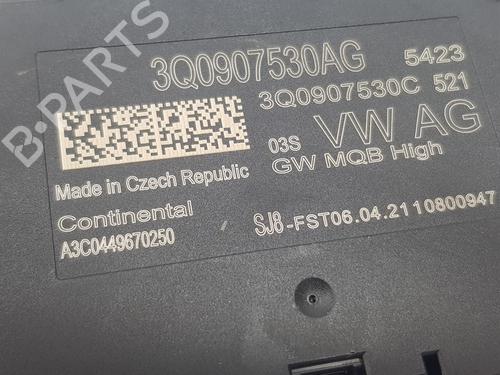 3Q0907530AG 5423
3Q0907530C 521
03S VW AG
GW MQB High
Made in Czech Republic
Continental
A3C0449670250
SJ8-FST06.04.2110800947
B-PARTS